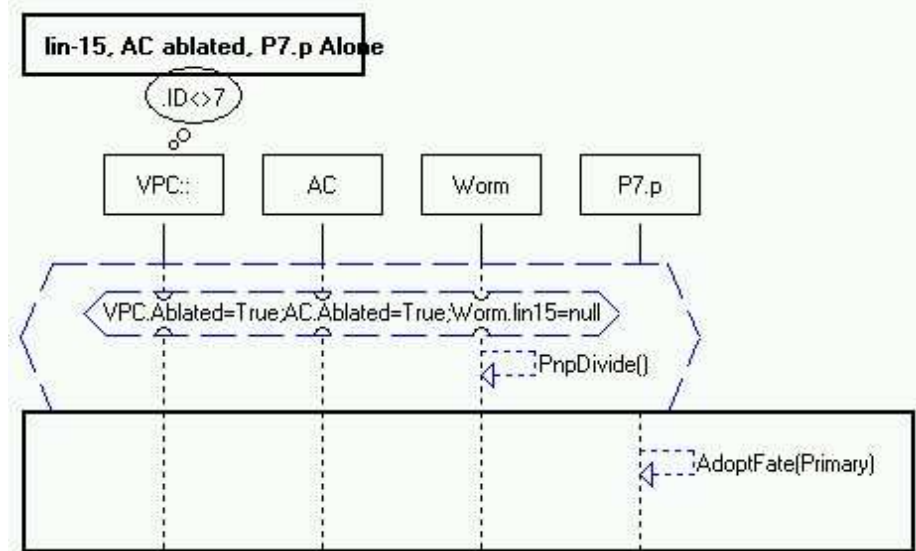 lin-15, AC ablated, P7.p Alone
.ID<>7
VPC:: AC Worm P7.p
VPC.Ablated=True;AC.Ablated=True;Worm.lin15=null
PnpDivide()
AdoptFate(Primary)